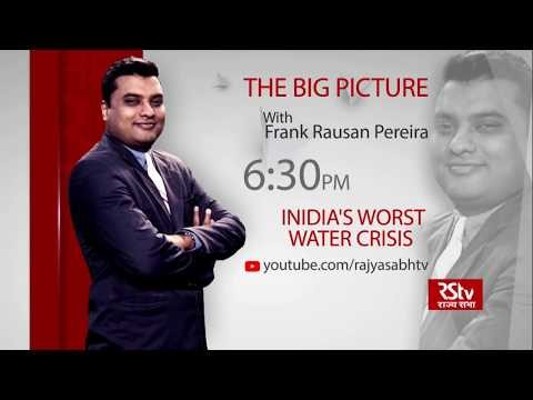 THE BIG PICTURE
With
Frank Rausan Pereira
6:30PM
INIDIA'S WORST
WATER CRISIS
youtube.com/rajyasabhtv
RStv
राज्य सभा